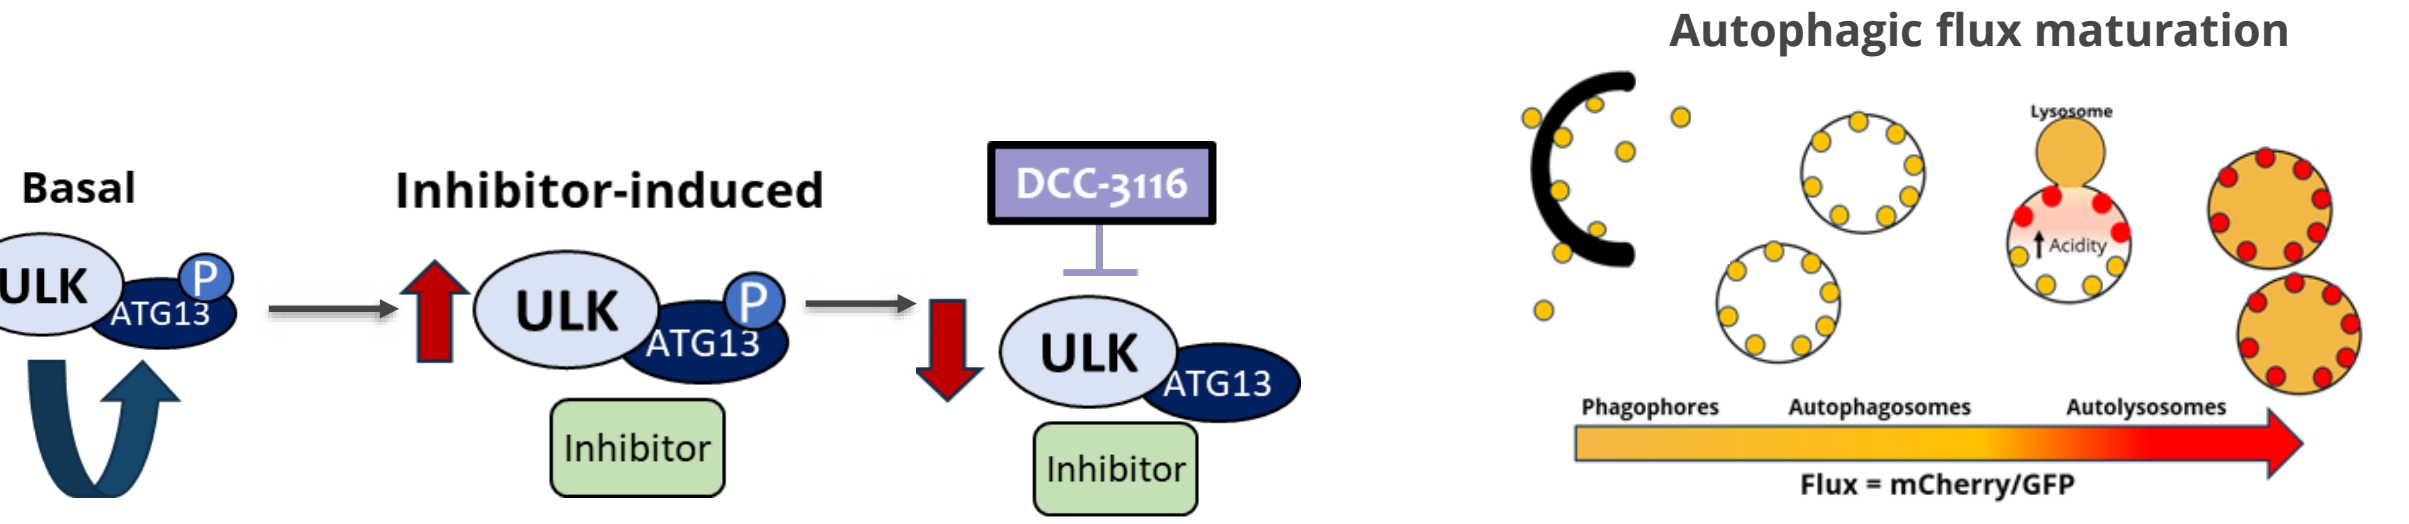 Autophagic flux maturation
Basal
ULK
ATG13
P
Inhibitor-induced
ULK
ATG13
P
Inhibitor
DCC-3116
ULK
ATG13
Inhibitor
Lysosome
Acidity
Phagophores
Autophagosomes
Autolysosomes
Flux = mCherry/GFP